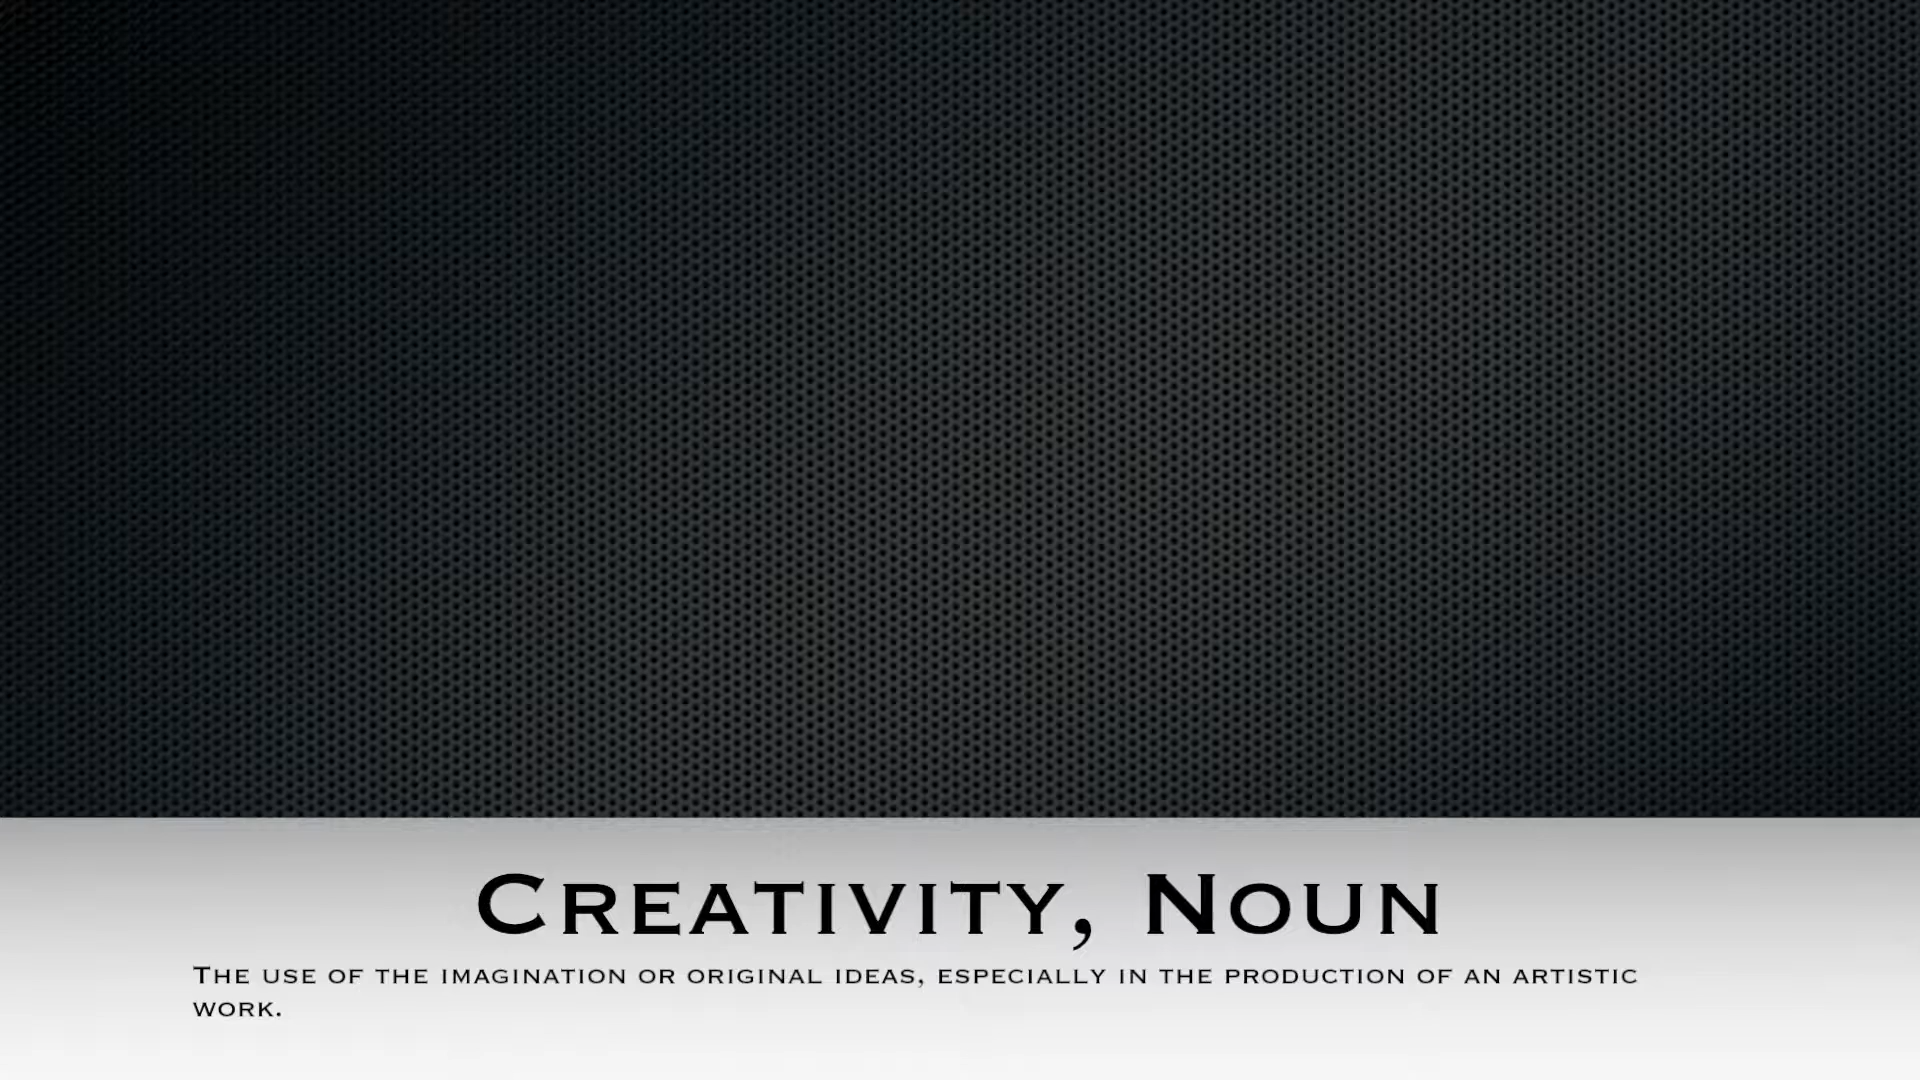 Creativity, Noun
The use of the imagination or original ideas, especially in the production of an artistic
work.